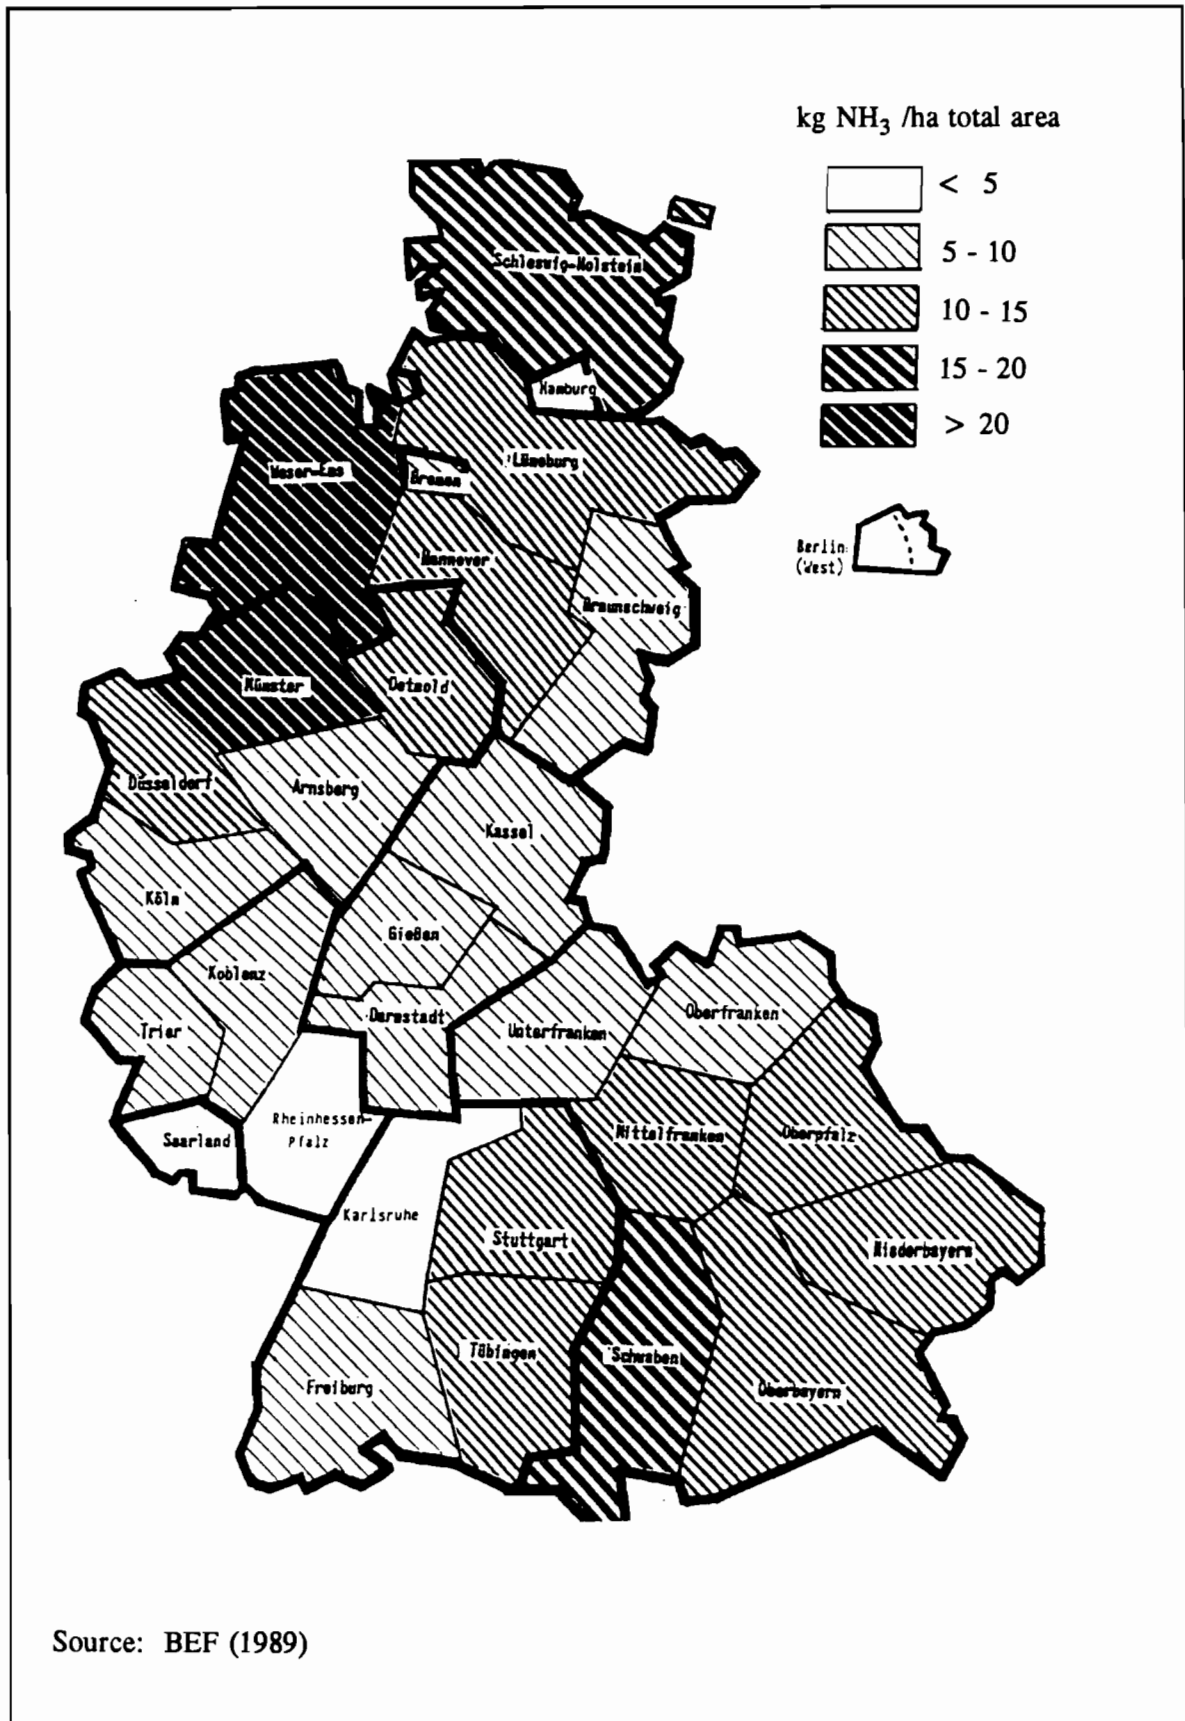 kg NH₃ /ha total area
< 5
5 - 10
10 - 15
15 - 20
> 20
Schleswig-Holstein
Hamburg
Lüneburg
Weser-Ems
Bremen
Hannover
Berlin
(West)
Braunschweig
Münster
Detmold
Düsseldorf
Arnsberg
Kassel
Köln
Gießen
Koblenz
Darmstadt
Trier
Unterfranken
Oberfranken
Rheinhessen-
Pfalz
Saarland
Mittelfranken
Oberpfalz
Karlsruhe
Stuttgart
Niederbayern
Tübingen
Schwaben
Freiburg
Oberbayern
Source: BEF (1989)